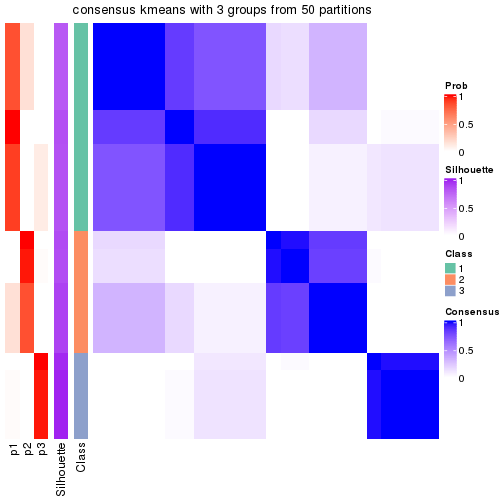 consensus kmeans with 3 groups from 50 partitions
Prob
1
0.5
0
Silhouette
1
0.5
0
Class
1
2
3
Consensus
1
0.5
0
p1
p2
p3
Silhouette
Class